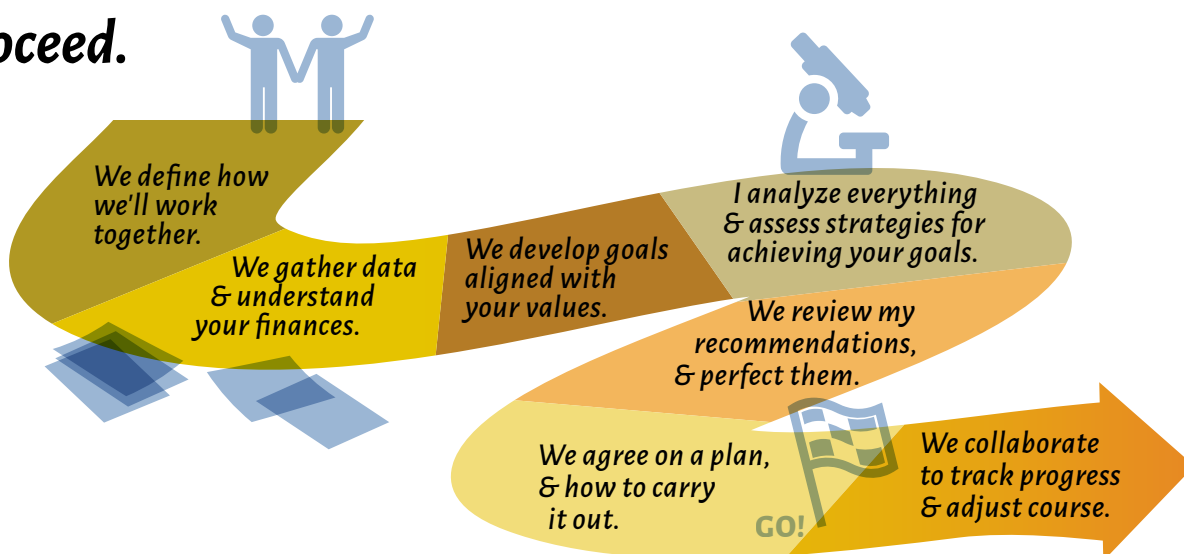 oceed.
We define how
we'll work
together.
We gather data
& understand
your finances.
We develop goals
aligned with
your values.
I analyze everything
& assess strategies for
achieving your goals.
We review my
recommendations,
& perfect them.
We agree on a plan,
& how to carry
it out.
GO!
We collaborate
to track progress
& adjust course.